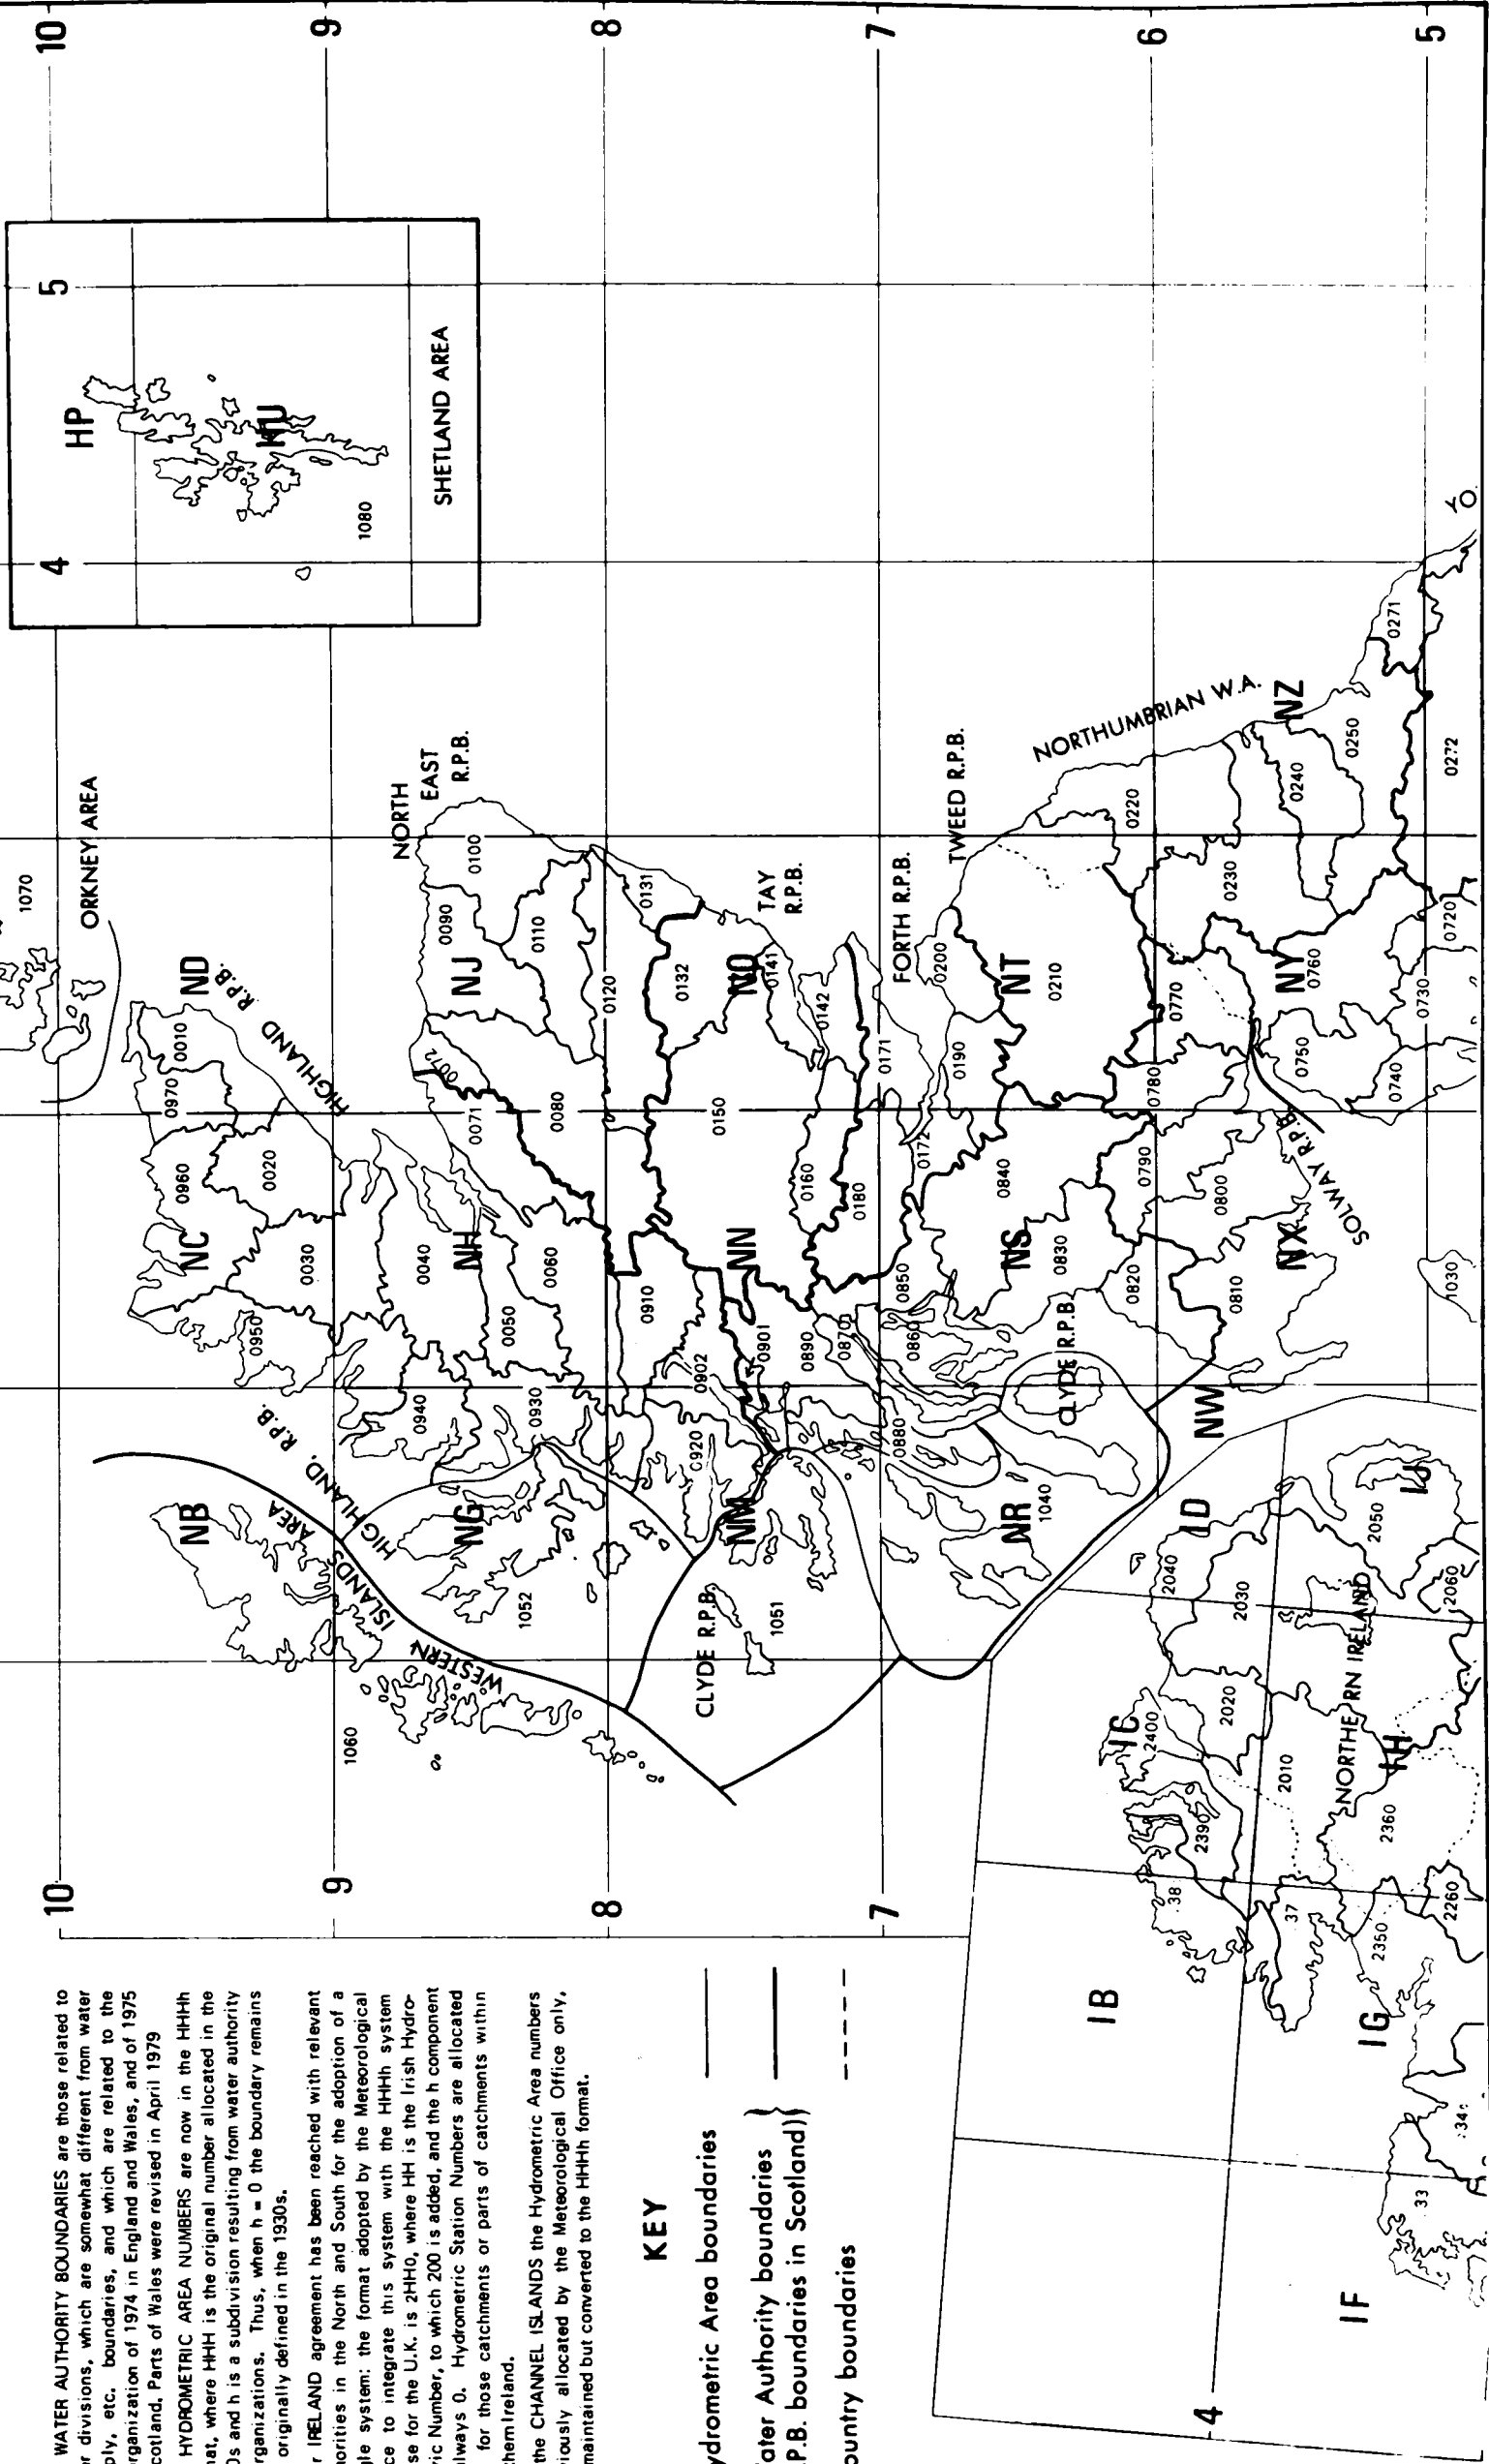 WATER AUTHORITY BOUNDARIES are those related to
or divisions, which are somewhat different from water
ply, etc. boundaries, and which are related to the
rganization of 1974 in England and Wales, and of 1975
cotland. Parts of Wales were revised in April 1979
HYDROMETRIC AREA NUMBERS are now in the HHHh
nat, where HHH is the original number allocated in the
0s and h is a subdivision resulting from water authority
rganizations. Thus, when h = 0 the boundary remains
originally defined in the 1930s.
r IRELAND agreement has been reached with relevant
horities in the North and South for the adoption of a
gle system: the format adopted by the Meteorological
ce to integrate this system with the HHHh system
se for the U.K. is 2HH0, where HH is the Irish Hydro-
ric Number, to which 200 is added, and the h component
lways 0. Hydrometric Station Numbers are allocated
for those catchments or parts of catchments within
thern Ireland.
the CHANNEL ISLANDS the Hydrometric Area numbers
iously allocated by the Meteorological Office only,
maintained but converted to the HHHh format.
KEY
ydrometric Area boundaries
ater Authority boundaries
.P.B. boundaries in Scotland)
ountry boundaries
10
10
9
9
8
8
7
7
6
5
4
4
5
HP
HU
1080
SHETLAND AREA
1070
ORKNEY AREA
ND
HIGHLAND R.P.B.
0010
0970
0960
0020
NC
0030
0950
NB
WESTERN ISLANDS AREA
HIGHLAND. R.P.B.
1060
NORTH
EAST
R.P.B.
0100
0090
NJ
0110
0072
0071
0080
0040
NH
0060
0050
0940
0930
NG
1052
0131
0120
0132
NO
TAY
R.P.B.
0141
0142
0150
0160
0180
NN
0910
0901
0902
0890
0870
0920
NM
CLYDE R.P.B.
1051
FORTH R.P.B.
TWEED R.P.B.
0200
0171
0190
0172
NT
0210
0840
NS
0830
0850
0860
CLYDE R.P.B.
0880
NR
1040
NORTHUMBRIAN W.A.
0220
0230
0240
NZ
0250
0271
0272
0770
0780
NY
0760
0750
0740
0730
0720
0790
0800
0820
0810
NX
SOLWAY R.P.B.
1030
NW
ID
IJ
2050
2040
2030
2060
NORTHERN IRELAND
2020
2010
IC
2400
2390
IH
2360
38
37
2350
2260
IB
IG
34
33
IF